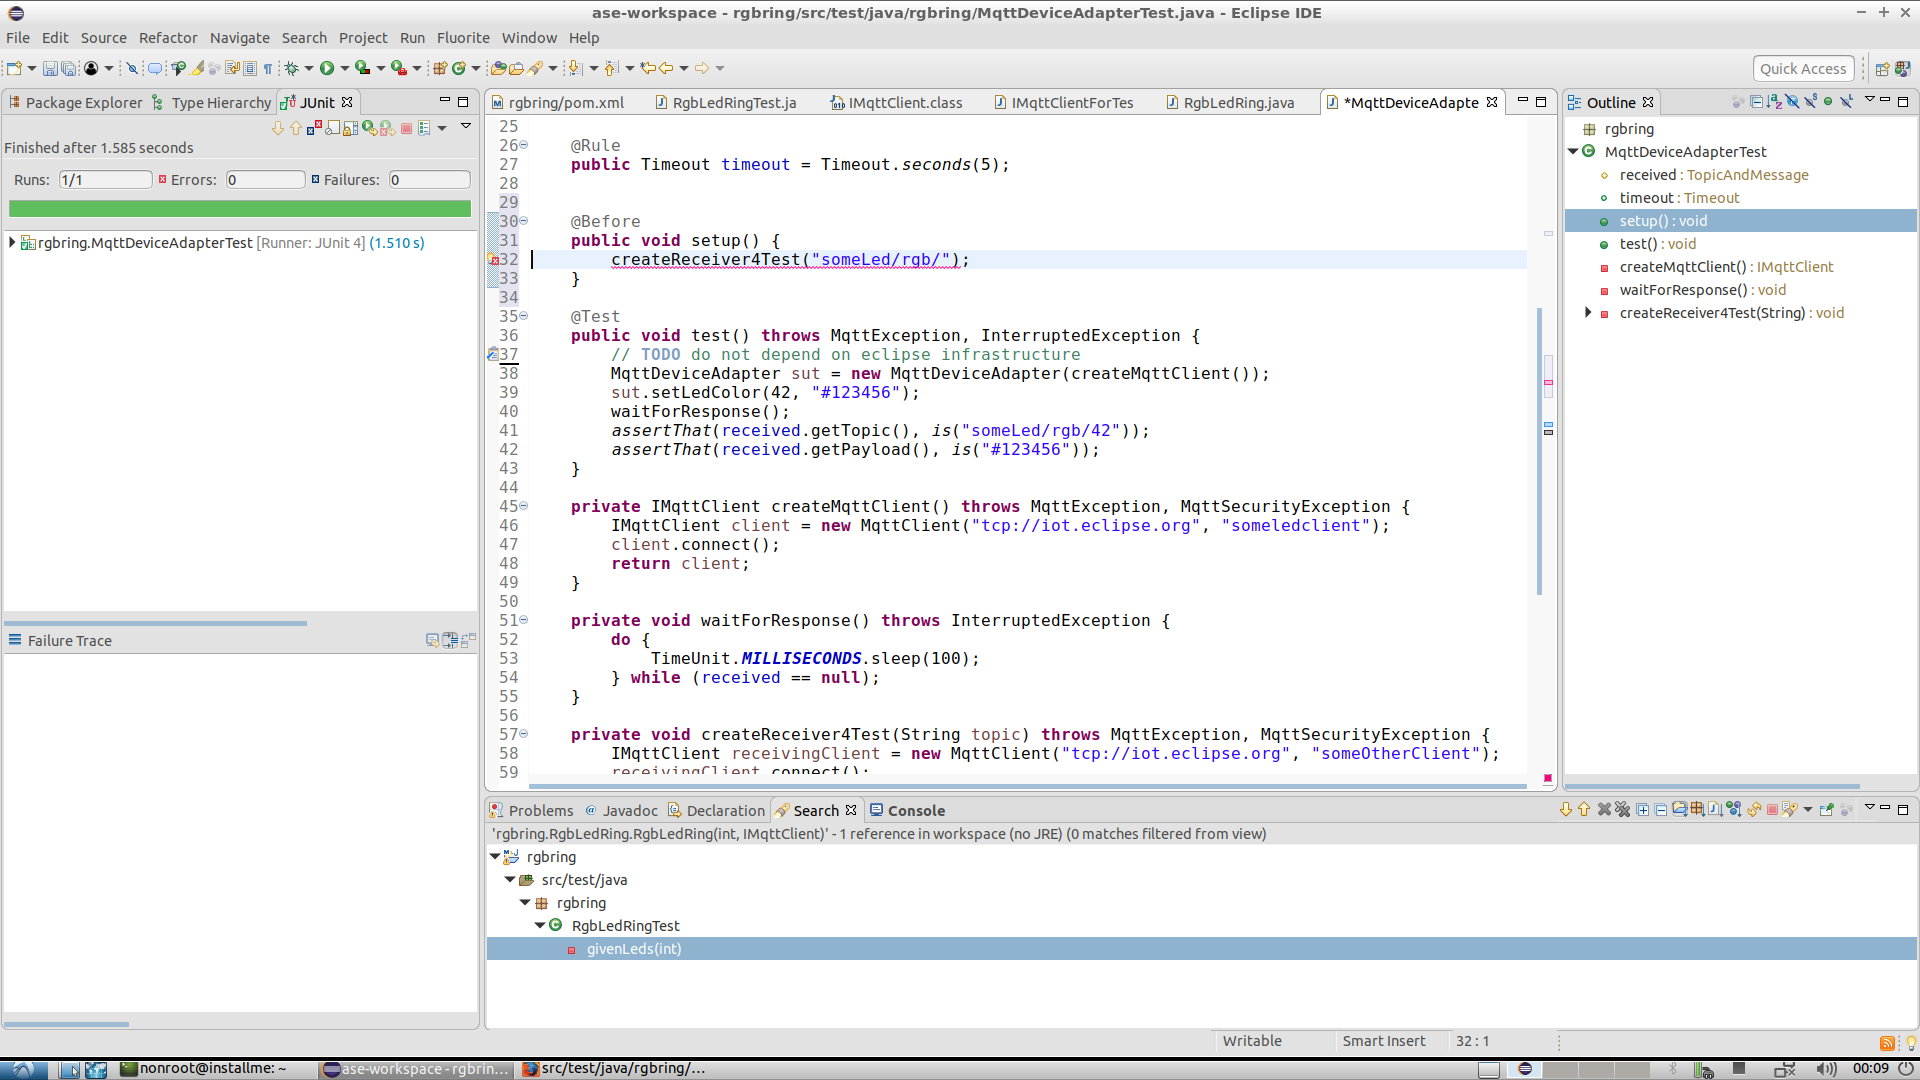 ase-workspace - rgbring/src/test/java/rgbring/MqttDeviceAdapterTest.java - Eclipse IDE
File Edit Source Refactor Navigate Search Project Run Fluorite Window Help
Quick Access
Package Explorer Type Hierarchy JUnit
Finished after 1.585 seconds
Runs: 1/1 Errors: 0 Failures: 0
rgbring.MqttDeviceAdapterTest [Runner: JUnit 4] (1.510 s)
Failure Trace
rgbring/pom.xml RgbLedRingTest.ja IMqttClient.class IMqttClientForTes RgbLedRing.java *MqttDeviceAdapte
25
26 @Rule
27 public Timeout timeout = Timeout.seconds(5);
28
29
30 @Before
31 public void setup() {
32 createReceiver4Test("someLed/rgb/");
33 }
34
35 @Test
36 public void test() throws MqttException, InterruptedException {
37 // TODO do not depend on eclipse infrastructure
38 MqttDeviceAdapter sut = new MqttDeviceAdapter(createMqttClient());
39 sut.setLedColor(42, "#123456");
40 waitForResponse();
41 assertThat(received.getTopic(), is("someLed/rgb/42"));
42 assertThat(received.getPayload(), is("#123456"));
43 }
44
45 private IMqttClient createMqttClient() throws MqttException, MqttSecurityException {
46 IMqttClient client = new MqttClient("tcp://iot.eclipse.org", "someledclient");
47 client.connect();
48 return client;
49 }
50
51 private void waitForResponse() throws InterruptedException {
52 do {
53 TimeUnit.MILLISECONDS.sleep(100);
54 } while (received == null);
55 }
56
57 private void createReceiver4Test(String topic) throws MqttException, MqttSecurityException {
58 IMqttClient receivingClient = new MqttClient("tcp://iot.eclipse.org", "someOtherClient");
59 receivingClient.connect();
Outline
rgbring
MqttDeviceAdapterTest
received : TopicAndMessage
timeout : Timeout
setup() : void
test() : void
createMqttClient() : IMqttClient
waitForResponse() : void
createReceiver4Test(String) : void
Problems Javadoc Declaration Search Console
'rgbring.RgbLedRing.RgbLedRing(int, IMqttClient)' - 1 reference in workspace (no JRE) (0 matches filtered from view)
rgbring
src/test/java
rgbring
RgbLedRingTest
givenLeds(int)
Writable Smart Insert 32 : 1
nonroot@installme: ~ ase-workspace - rgbrin... src/test/java/rgbring/... 00:09